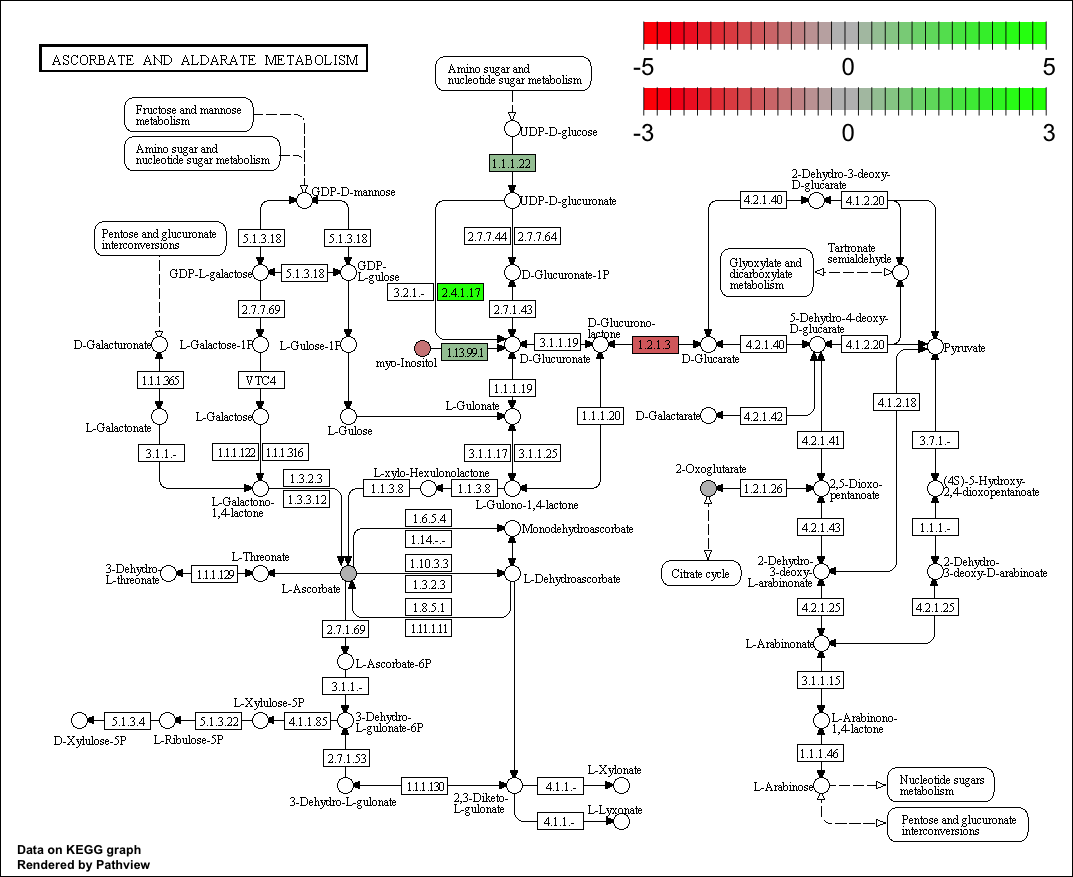 ASCORBATE AND ALDARATE METABOLISM
-5
0
5
-3
0
3
Amino sugar and
nucleotide sugar metabolism
Fructose and mannose
metabolism
Amino sugar and
nucleotide sugar metabolism
UDP-D-glucose
1.1.1.22
GDP-D-mannose
UDP-D-glucuronate
2-Dehydro-3-deoxy-
D-glucarate
4.2.1.40
4.1.2.20
Pentose and glucuronate
interconversions
5.1.3.18
5.1.3.18
2.7.7.44
2.7.7.64
Tartronate
semialdehyde
Glyoxylate and
dicarboxylate
metabolism
GDP-L-galactose
5.1.3.18
GDP-
L-gulose
D-Glucuronate-1P
3.2.1.-
2.4.1.17
2.7.7.69
2.7.1.43
D-Glucurono-
lactone
5-Dehydro-4-deoxy-
D-glucarate
D-Galacturonate
L-Galactose-1P
L-Gulose-1P
myo-Inositol
1.13.99.1
D-Glucuronate
3.1.1.19
1.2.1.3
D-Glucarate
4.2.1.40
4.1.2.20
Pyruvate
1.1.1.365
VTC4
1.1.1.19
1.1.1.20
4.1.2.18
L-Galactonate
L-Galactose
L-Gulose
L-Gulonate
D-Galactarate
4.2.1.42
3.1.1.-
1.1.1.122
1.1.1.316
3.1.1.17
3.1.1.25
4.2.1.41
3.7.1.-
L-Galactono-
1,4-lactone
1.3.2.3
1.3.3.12
L-xylo-Hexulonolactone
1.1.3.8
1.1.3.8
L-Gulono-1,4-lactone
2-Oxoglutarate
1.2.1.26
2,5-Dioxo-
pentanoate
(4S)-5-Hydroxy-
2,4-dioxopentanoate
1.6.5.4
1.14.-.-
Monodehydroascorbate
4.2.1.43
1.1.1.-
3-Dehydro-
L-threonate
1.1.1.129
L-Threonate
L-Ascorbate
1.10.3.3
1.3.2.3
L-Dehydroascorbate
Citrate cycle
2-Dehydro-
3-deoxy-
L-arabinonate
2-Dehydro-
3-deoxy-D-arabinoate
1.8.5.1
1.11.1.11
4.2.1.25
4.2.1.25
2.7.1.69
L-Arabinonate
L-Ascorbate-6P
3.1.1.-
3.1.1.15
L-Xylulose-5P
5.1.3.4
5.1.3.22
4.1.1.85
3-Dehydro-
L-gulonate-6P
D-Xylulose-5P
L-Ribulose-5P
L-Arabinono-
1,4-lactone
2.7.1.53
1.1.1.46
3-Dehydro-L-gulonate
1.1.1.130
2,3-Diketo-
L-gulonate
4.1.1.-
L-Xylonate
L-Arabinose
Nucleotide sugars
metabolism
4.1.1.-
L-Lyxonate
Pentose and glucuronate
interconversions
Data on KEGG graph
Rendered by Pathview